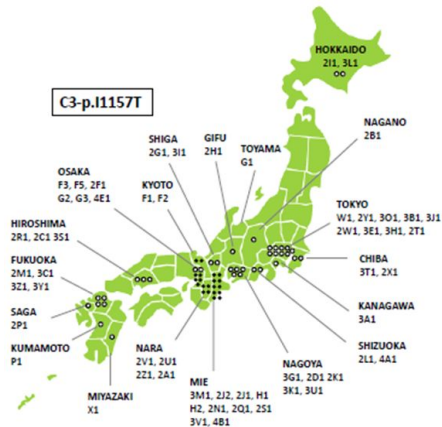 HOKKAIDO
2I1, 3L1
C3-p.I1157T
NAGANO
2B1
SHIGA
2G1, 3I1
GIFU
2H1
TOYAMA
G1
OSAKA
F3, F5, 2F1
G2, G3, 4E1
KYOTO
F1, F2
TOKYO
W1, 2Y1, 3O1, 3B1, 3J1
2W1, 3E1, 3H1, 2T1
HIROSHIMA
2R1, 2C1 3S1
FUKUOKA
2M1, 3C1
3Z1, 3Y1
CHIBA
3T1, 2X1
KANAGAWA
3A1
SAGA
2P1
SHIZUOKA
2L1, 4A1
KUMAMOTO
P1
NARA
2V1, 2U1
2Z1, 2A1
NAGOYA
3G1, 2D1 2K1
3K1, 3U1
MIYAZAKI
X1
MIE
3M1, 2J2, 2J1, H1
H2, 2N1, 2Q1, 2S1
3V1, 4B1